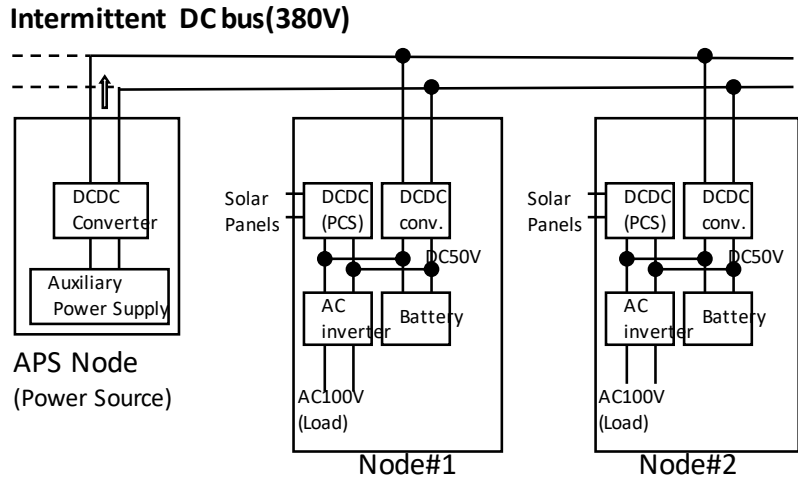 Intermittent DC bus(380V)
DCDC
Converter
Auxiliary
Power Supply
APS Node
(Power Source)
Solar
Panels
DCDC
(PCS)
DCDC
conv.
DC50V
AC
inverter
Battery
AC100V
(Load)
Node#1
Solar
Panels
DCDC
(PCS)
DCDC
conv.
DC50V
AC
inverter
Battery
AC100V
(Load)
Node#2